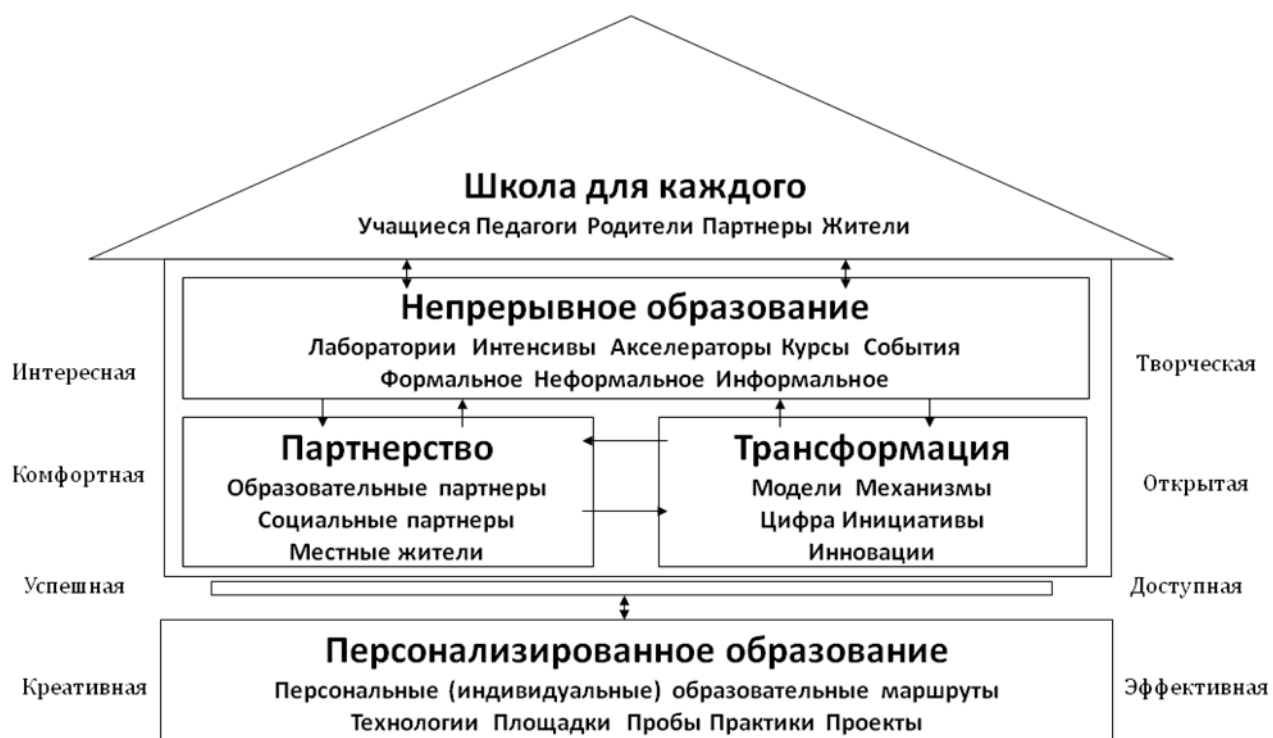 Школа для каждого
Учащиеся Педагоги Родители Партнеры Жители
Непрерывное образование
Лаборатории Интенсивы Акселераторы Курсы События
Формальное Неформальное Информальное
Интересная
Творческая
Партнерство
Образовательные партнеры
Социальные партнеры
Местные жители
Трансформация
Модели Механизмы
Цифра Инициативы
Инновации
Комфортная
Открытая
Успешная
Доступная
Персонализированное образование
Персональные (индивидуальные) образовательные маршруты
Технологии Площадки Пробы Практики Проекты
Креативная
Эффективная